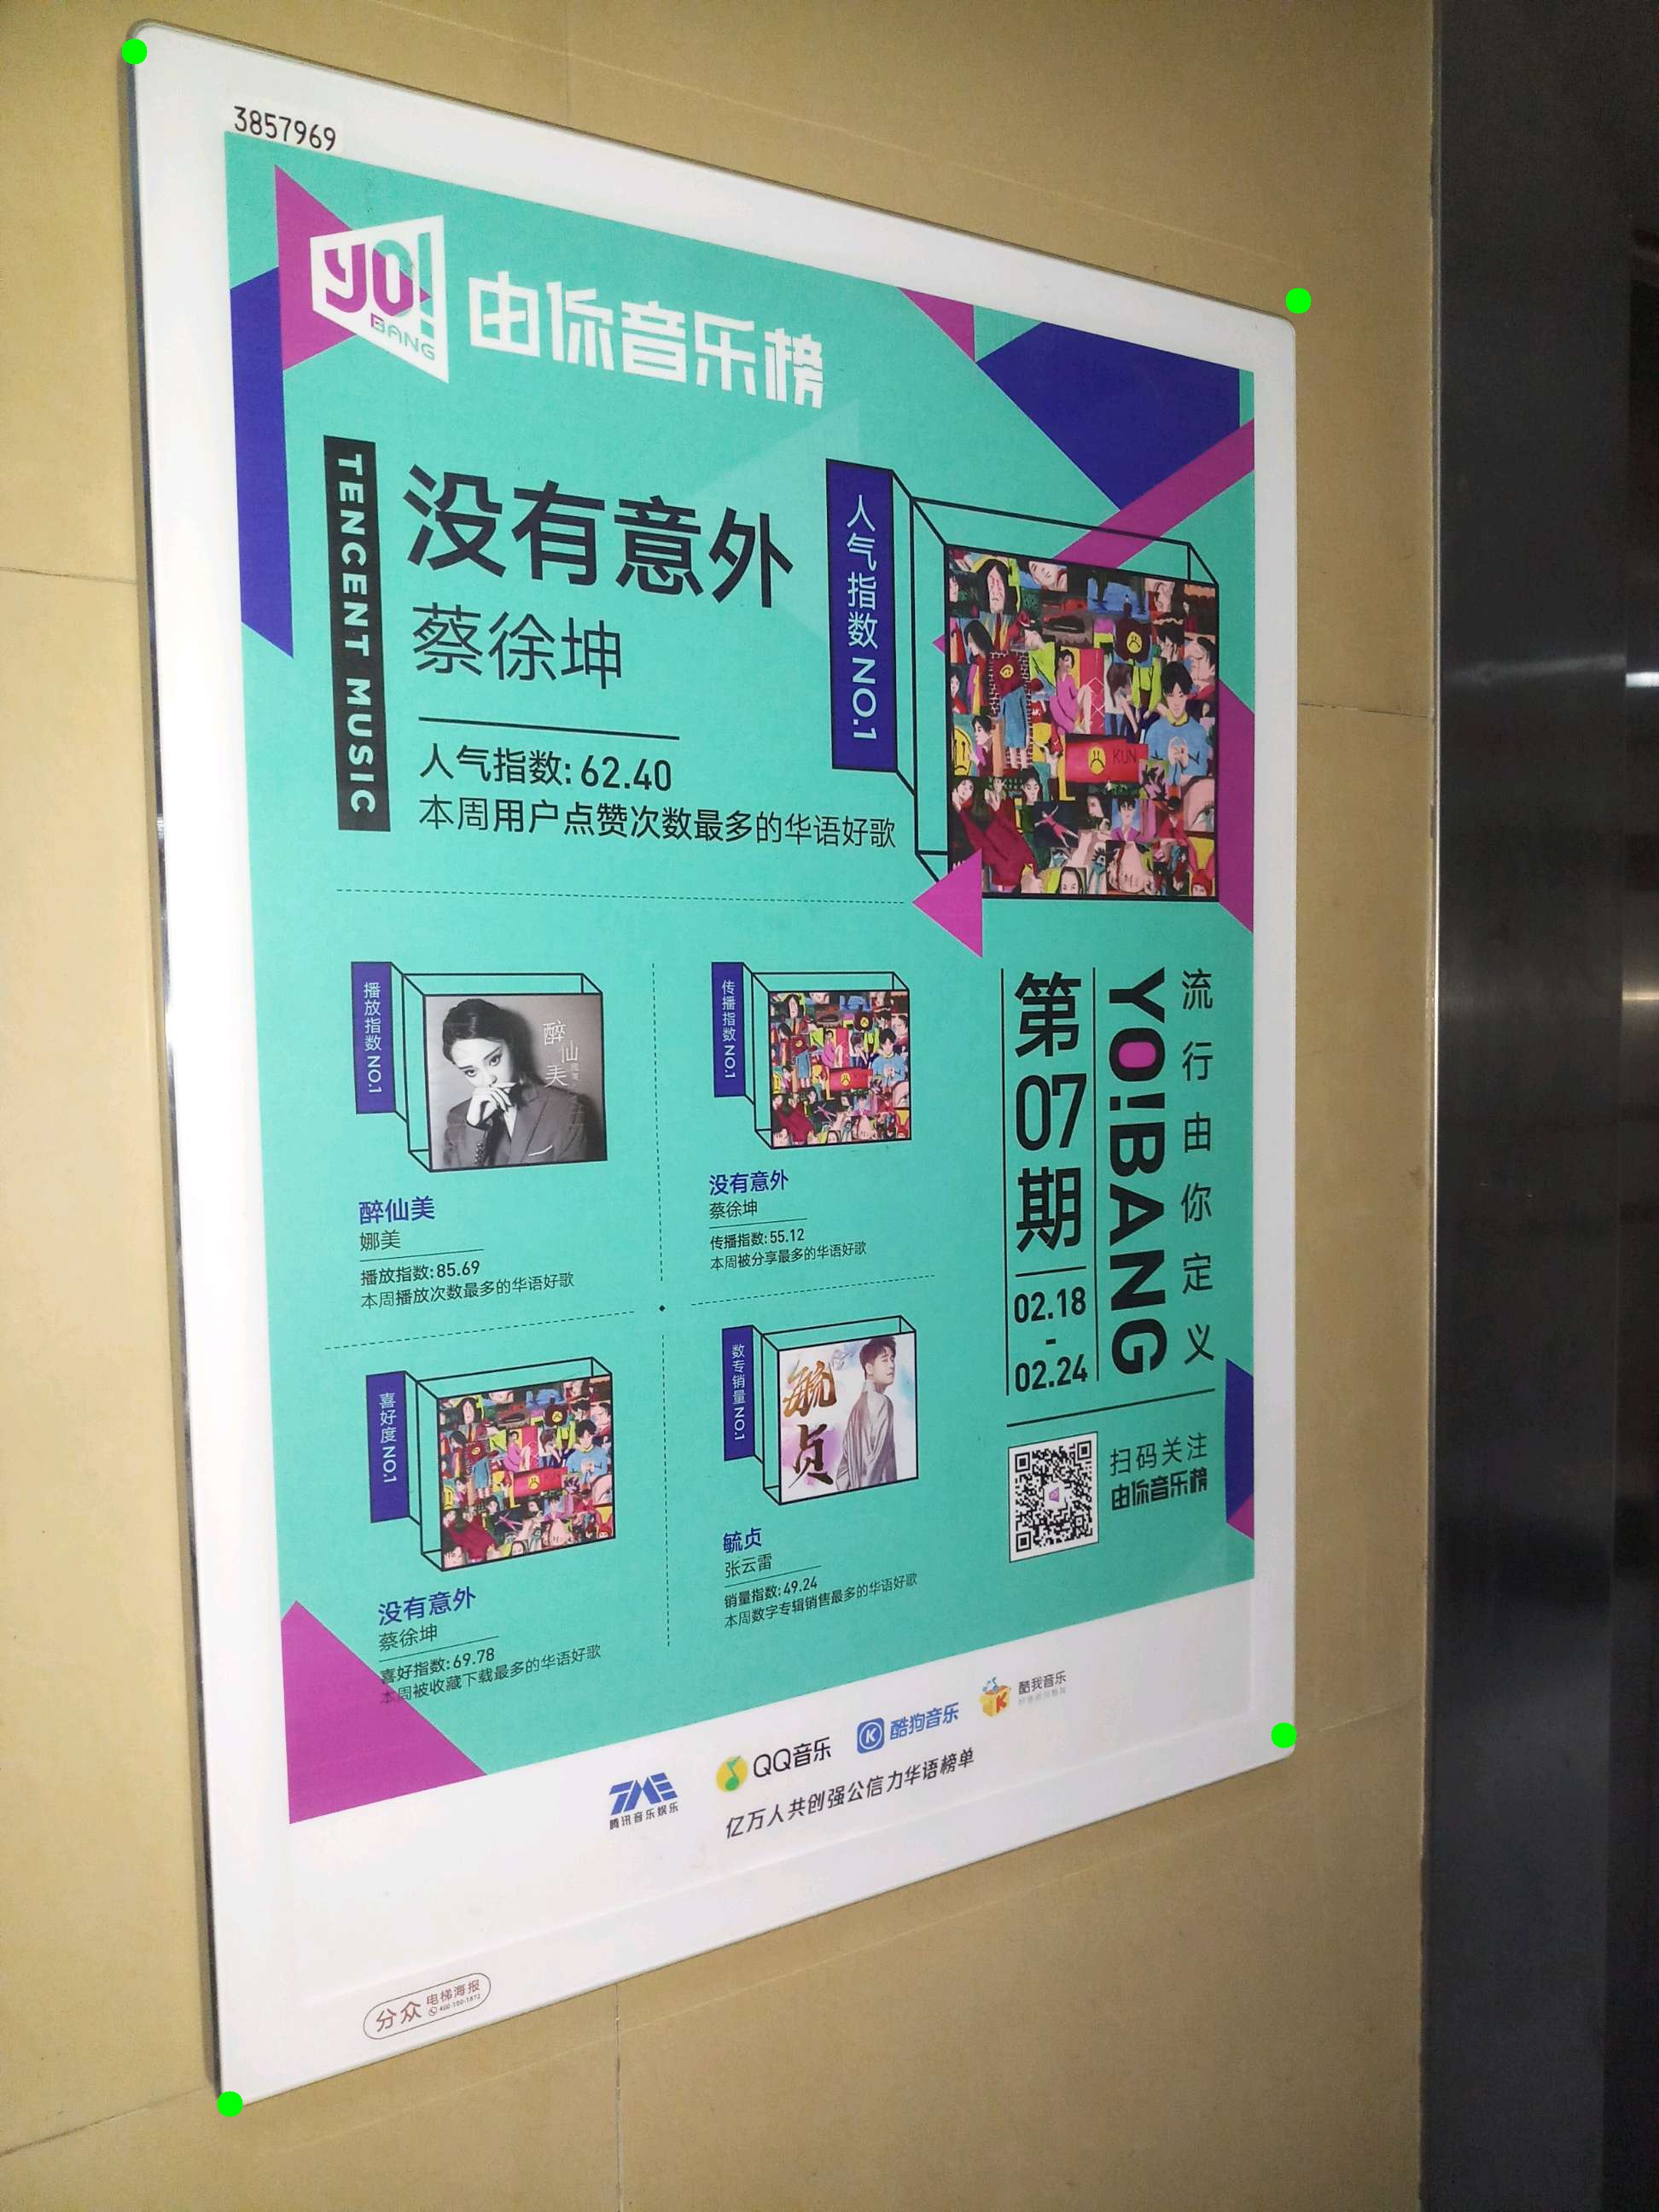 3857969
YO!
BANG
由你音乐榜
TENCENT MUSIC
没有意外
蔡徐坤
人气指数:62.40
本周用户点赞次数最多的华语好歌
人气指数 NO.1
KUN
播放指数 NO.1
醉仙美
醉仙美
娜美
播放指数:85.69
本周播放次数最多的华语好歌
传播指数 NO.1
没有意外
蔡徐坤
传播指数:55.12
本周被分享最多的华语好歌
喜好度 NO.1
没有意外
蔡徐坤
喜好指数:69.78
本周被收藏下载最多的华语好歌
数专销量 NO.1
毓贞
毓贞
张云雷
销量指数:49.24
本周数字专辑销售最多的华语好歌
第07期
02.18
-
02.24
YO!BANG
流行由你定义
扫码关注
由你音乐榜
TME
腾讯音乐娱乐
QQ音乐
酷狗音乐
酷我音乐
亿万人共创强公信力华语榜单
分众
电梯海报